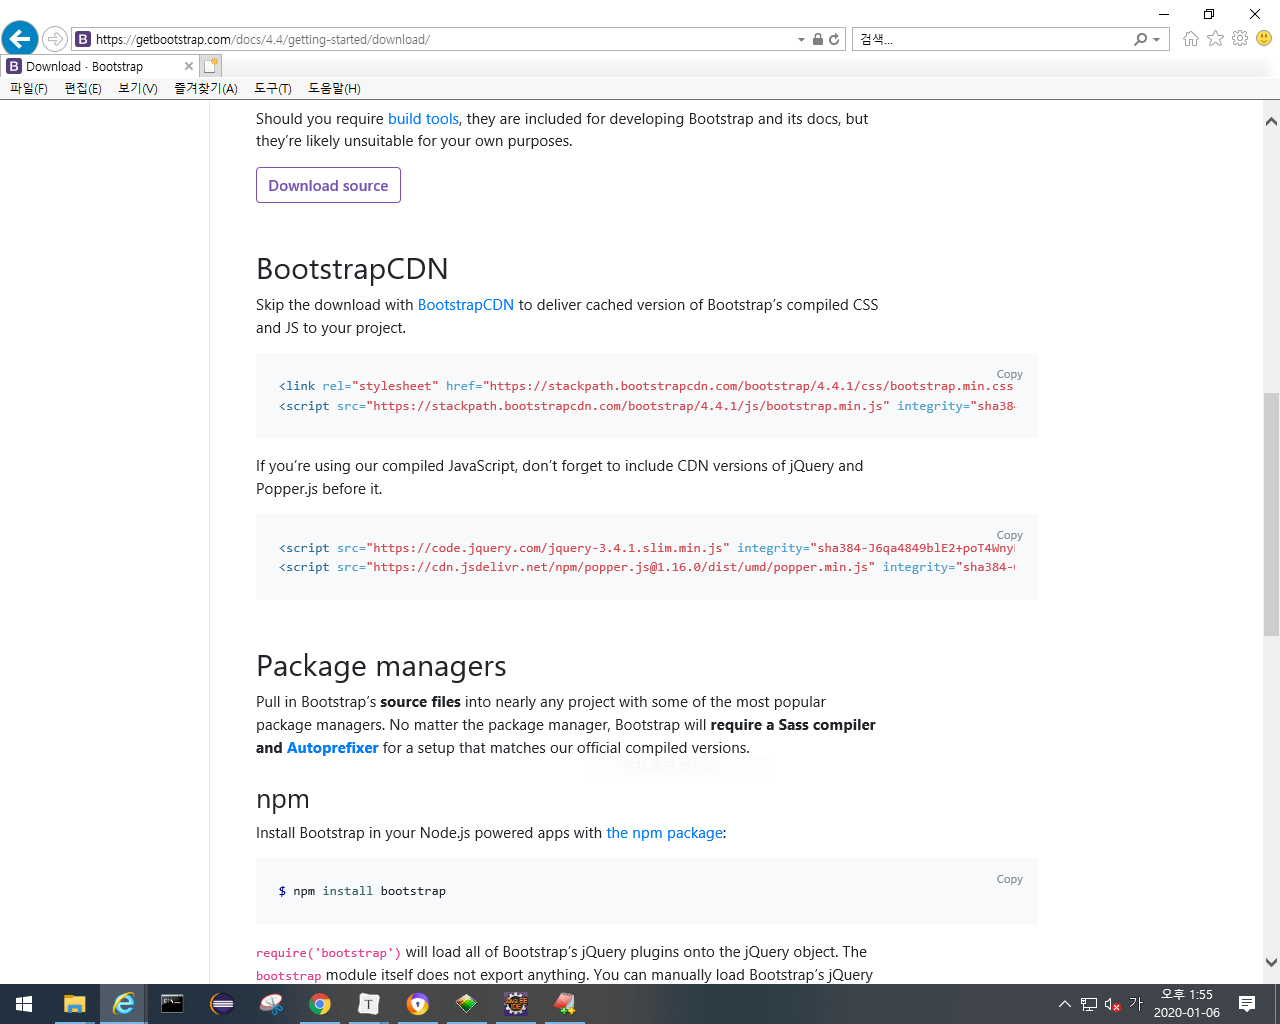 https://getbootstrap.com/docs/4.4/getting-started/download/
검색...
Download · Bootstrap
파일(F) 편집(E) 보기(V) 즐겨찾기(A) 도구(T) 도움말(H)
Should you require build tools, they are included for developing Bootstrap and its docs, but
they're likely unsuitable for your own purposes.
Download source
BootstrapCDN
Skip the download with BootstrapCDN to deliver cached version of Bootstrap's compiled CSS
and JS to your project.
Copy
<link rel="stylesheet" href="https://stackpath.bootstrapcdn.com/bootstrap/4.4.1/css/bootstrap.min.css
<script src="https://stackpath.bootstrapcdn.com/bootstrap/4.4.1/js/bootstrap.min.js" integrity="sha384
If you're using our compiled JavaScript, don't forget to include CDN versions of jQuery and
Popper.js before it.
Copy
<script src="https://code.jquery.com/jquery-3.4.1.slim.min.js" integrity="sha384-J6qa4849blE2+poT4Wny
<script src="https://cdn.jsdelivr.net/npm/popper.js@1.16.0/dist/umd/popper.min.js" integrity="sha384-
Package managers
Pull in Bootstrap's source files into nearly any project with some of the most popular
package managers. No matter the package manager, Bootstrap will require a Sass compiler
and Autoprefixer for a setup that matches our official compiled versions.
npm
Install Bootstrap in your Node.js powered apps with the npm package:
Copy
$ npm install bootstrap
require('bootstrap') will load all of Bootstrap's jQuery plugins onto the jQuery object. The
bootstrap module itself does not export anything. You can manually load Bootstrap's jQuery
가
오후 1:55
2020-01-06